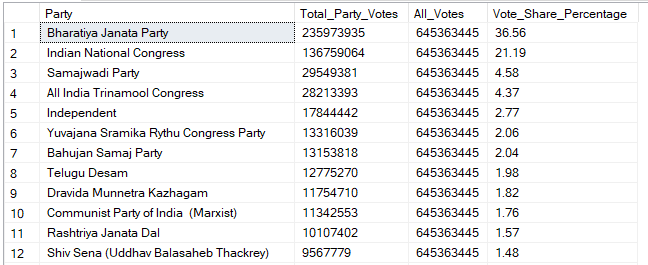 Party Total_Party_Votes All_Votes Vote_Share_Percentage
1 Bharatiya Janata Party 235973935 645363445 36.56
2 Indian National Congress 136759064 645363445 21.19
3 Samajwadi Party 29549381 645363445 4.58
4 All India Trinamool Congress 28213393 645363445 4.37
5 Independent 17844442 645363445 2.77
6 Yuvajana Sramika Rythu Congress Party 13316039 645363445 2.06
7 Bahujan Samaj Party 13153818 645363445 2.04
8 Telugu Desam 12775270 645363445 1.98
9 Dravida Munnetra Kazhagam 11754710 645363445 1.82
10 Communist Party of India (Marxist) 11342553 645363445 1.76
11 Rashtriya Janata Dal 10107402 645363445 1.57
12 Shiv Sena (Uddhav Balasaheb Thackrey) 9567779 645363445 1.48